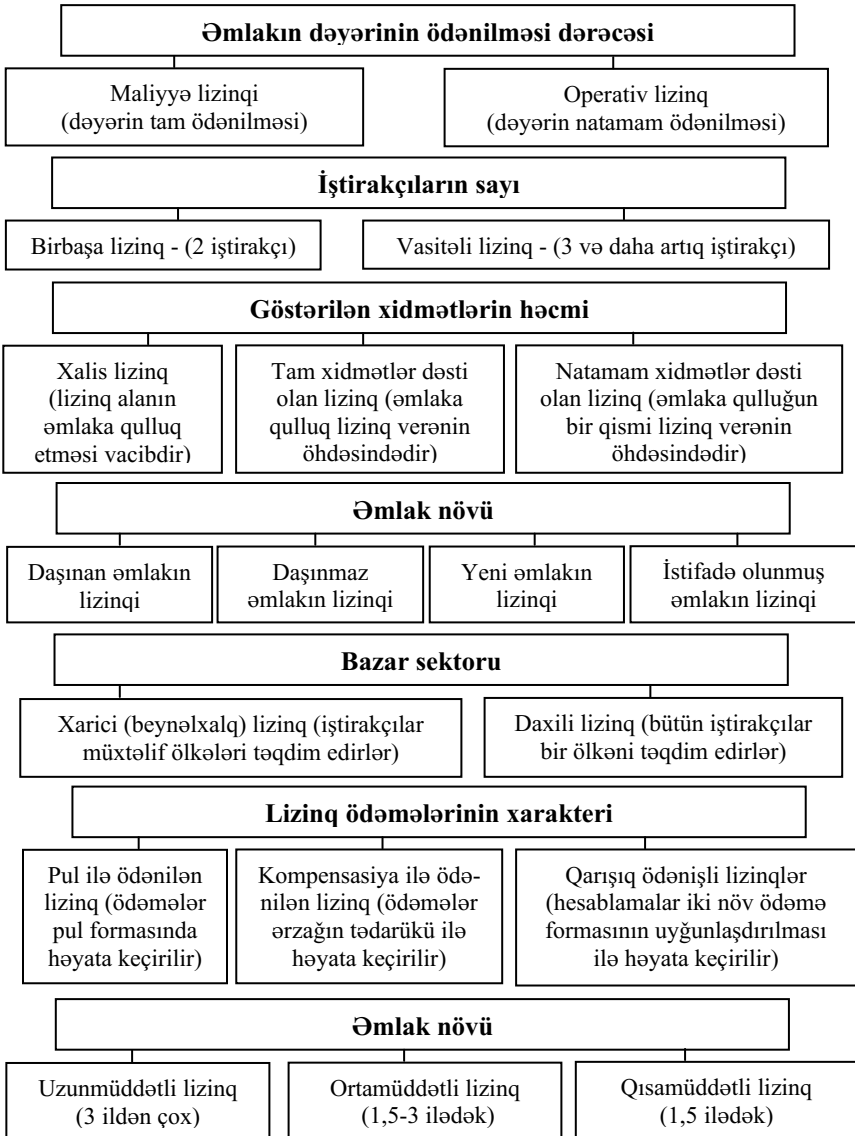 Əmlakın dəyərinin ödənilməsi dərəcəsi
Maliyyə lizinqi
(dəyərin tam ödənilməsi)
Operativ lizinq
(dəyərin natamam ödənilməsi)
İştirakçıların sayı
Birbaşa lizinq - (2 iştirakçı)
Vasitəli lizinq - (3 və daha artıq iştirakçı)
Göstərilən xidmətlərin həcmi
Xalis lizinq
(lizinq alanın
əmlaka qulluq
etməsi vacibdir)
Tam xidmətlər dəsti
olan lizinq (əmlaka
qulluq lizinq verənin
öhdəsindədir)
Natamam xidmətlər dəsti
olan lizinq (əmlaka qulluğun
bir qismi lizinq verənin
öhdəsindədir)
Əmlak növü
Daşınan əmlakın
lizinqi
Daşınmaz
əmlakın lizinqi
Yeni əmlakın
lizinqi
İstifadə olunmuş
əmlakın lizinqi
Bazar sektoru
Xarici (beynəlxalq) lizinq (iştirakçılar
müxtəlif ölkələri təqdim edirlər)
Daxili lizinq (bütün iştirakçılar
bir ölkəni təqdim edirlər)
Lizinq ödəmələrinin xarakteri
Pul ilə ödənilən
lizinq (ödəmələr
pul formasında
həyata keçirilir)
Kompensasiya ilə ödə-
nilən lizinq (ödəmələr
ərzağın tədarükü ilə
həyata keçirilir)
Qarışıq ödənişli lizinqlər
(hesablamalar iki növ ödəmə
formasının uyğunlaşdırılması
ilə həyata keçirilir)
Əmlak növü
Uzunmüddətli lizinq
(3 ildən çox)
Ortamüddətli lizinq
(1,5-3 ilədək)
Qısamüddətli lizinq
(1,5 ilədək)